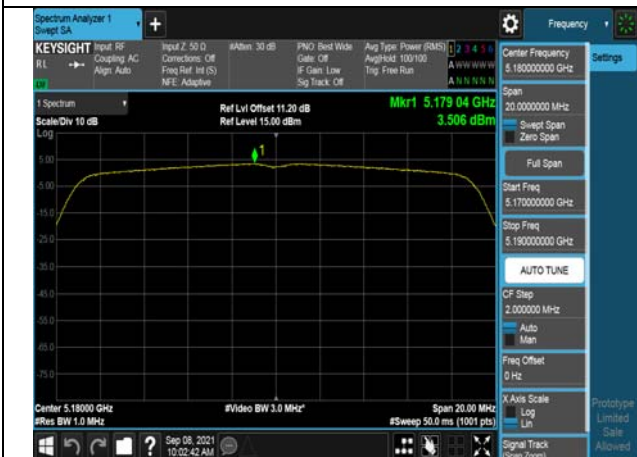 Spectrum Analyzer 1
Swept SA
+
Frequency
KEYSIGHT
RL
Input: RF
Coupling: AC
Align: Auto
Input Z: 50 Ω
Corrections: Off
Freq Ref: Int (S)
NFE: Adaptive
#Atten: 30 dB
PNO: Best Wide
Gate: Off
IF Gain: Low
Sig Track: Off
Avg Type: Power (RMS)
Avg|Hold: 100/100
Trig: Free Run
1 2 3 4 5 6
A W W W W W
A N N N N N
1 Spectrum
Scale/Div 10 dB
Log
Ref Lvl Offset 11.20 dB
Ref Level 15.00 dBm
Mkr1 5.179 04 GHz
3.506 dBm
1
5.00
-5.00
-15.0
-25.0
-35.0
-45.0
-55.0
-65.0
-75.0
Center 5.18000 GHz
#Res BW 1.0 MHz
#Video BW 3.0 MHz*
Span 20.00 MHz
#Sweep 50.0 ms (1001 pts)
Sep 08, 2021
10:02:42 AM
?
Center Frequency
5.180000000 GHz
Settings
Span
20.0000000 MHz
Swept Span
Zero Span
Full Span
Start Freq
5.170000000 GHz
Stop Freq
5.190000000 GHz
AUTO TUNE
CF Step
2.000000 MHz
Auto
Man
Freq Offset
0 Hz
X Axis Scale
Log
Lin
Signal Track
(Span Zoom)
Prototype
Limited
Sale
Allowed